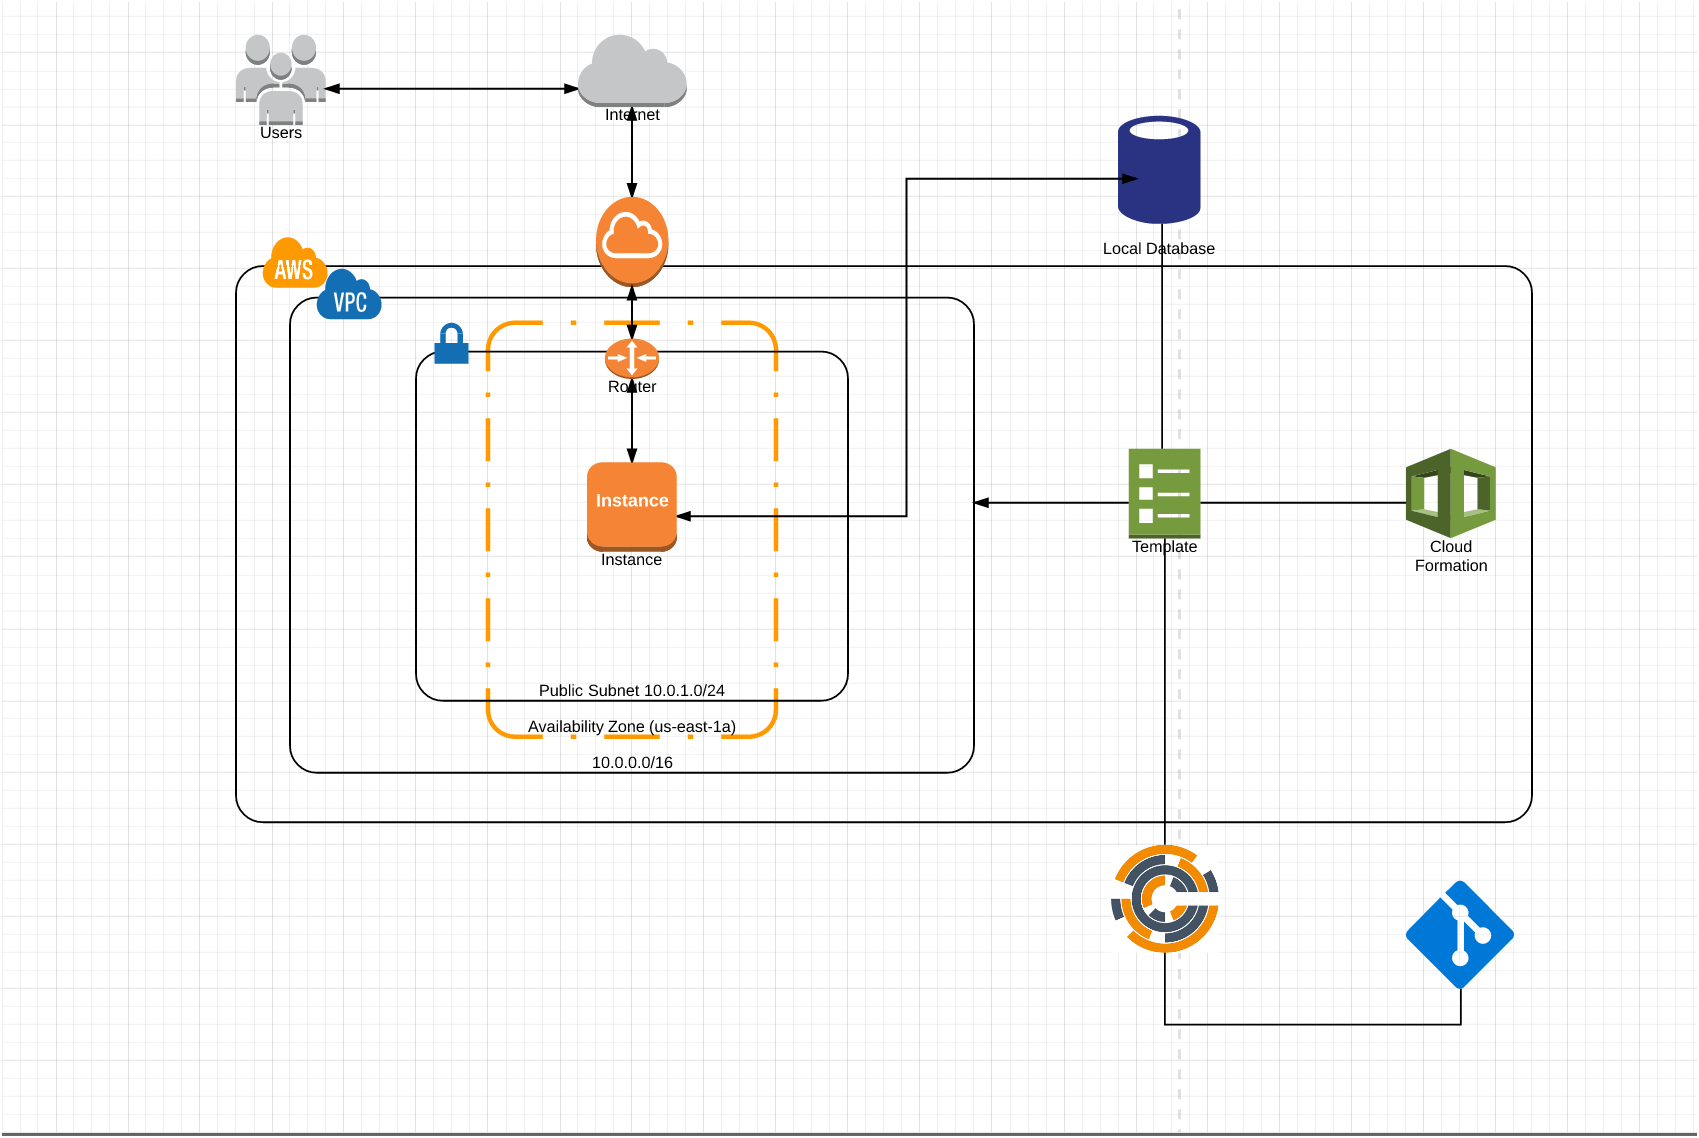 Users
Internet
Local Database
AWS
VPC
Router
Instance
Instance
Template
Cloud
Formation
Public Subnet 10.0.1.0/24
Availability Zone (us-east-1a)
10.0.0.0/16